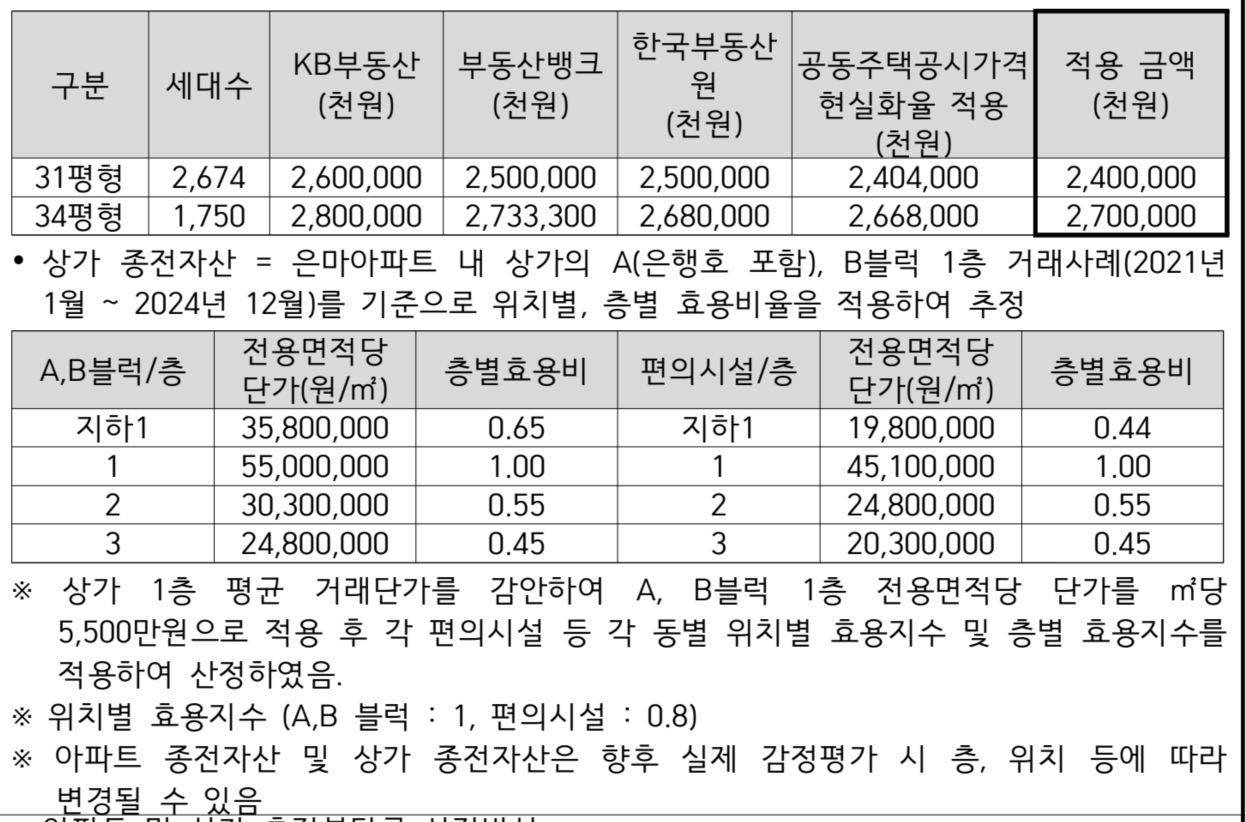 구분 세대수 KB부동산 (천원) 부동산뱅크 (천원) 한국부동산원 (천원) 공동주택공시가격 현실화율 적용 (천원) 적용 금액 (천원)
31평형 2,674 2,600,000 2,500,000 2,500,000 2,404,000 2,400,000
34평형 1,750 2,800,000 2,733,300 2,680,000 2,668,000 2,700,000
• 상가 종전자산 = 은마아파트 내 상가의 A(은행호 포함), B블럭 1층 거래사례(2021년
1월 ~ 2024년 12월)를 기준으로 위치별, 층별 효용비율을 적용하여 추정
A,B블럭/층 전용면적당 단가(원/㎡) 층별효용비 편의시설/층 전용면적당 단가(원/㎡) 층별효용비
지하1 35,800,000 0.65 지하1 19,800,000 0.44
1 55,000,000 1.00 1 45,100,000 1.00
2 30,300,000 0.55 2 24,800,000 0.55
3 24,800,000 0.45 3 20,300,000 0.45
※ 상가 1층 평균 거래단가를 감안하여 A, B블럭 1층 전용면적당 단가를 ㎡당
5,500만원으로 적용 후 각 편의시설 등 각 동별 위치별 효용지수 및 층별 효용지수를
적용하여 산정하였음.
※ 위치별 효용지수 (A,B 블럭 : 1, 편의시설 : 0.8)
※ 아파트 종전자산 및 상가 종전자산은 향후 실제 감정평가 시 층, 위치 등에 따라
변경될 수 있음